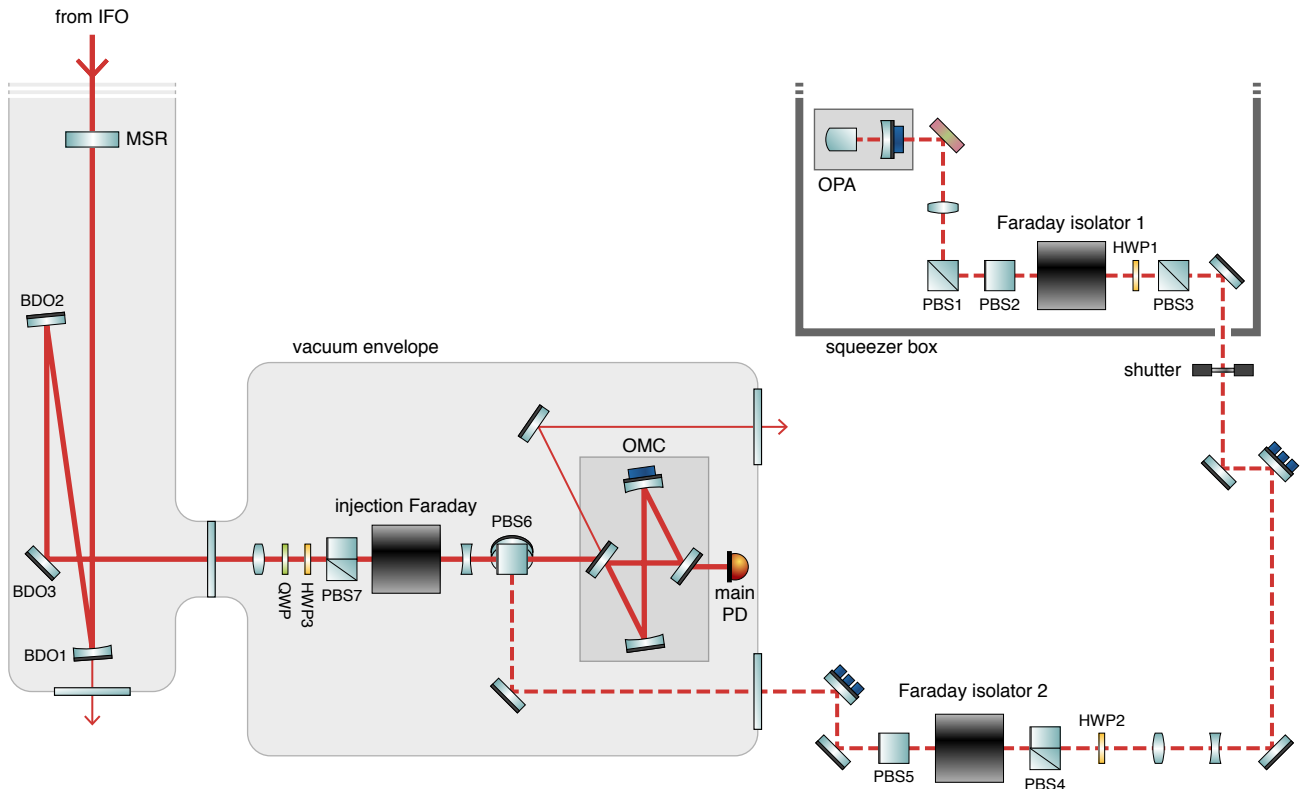 from IFO
MSR
OPA
Faraday isolator 1
HWP1
PBS1
PBS2
PBS3
BDO2
vacuum envelope
squeezer box
shutter
OMC
injection Faraday
PBS6
BDO3
QWP
HWP3
PBS7
main
PD
BDO1
Faraday isolator 2
HWP2
PBS5
PBS4